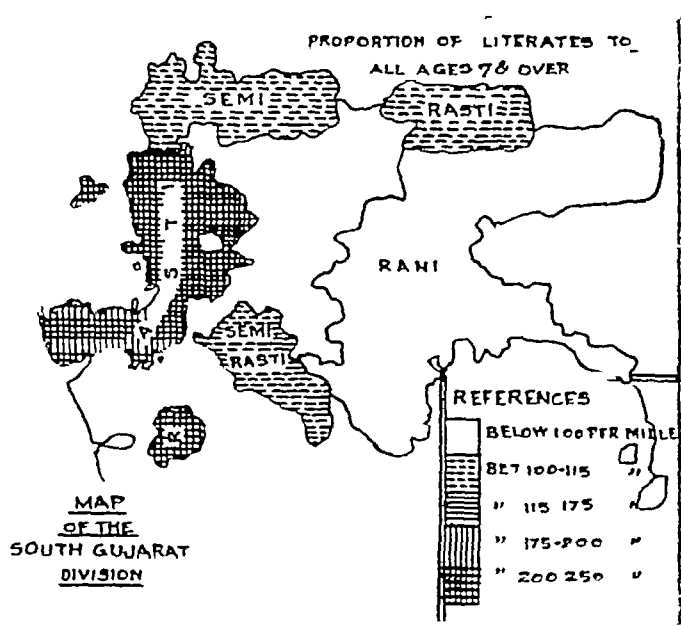 PROPORTION OF LITERATES TO
ALL AGES 7 & OVER
SEMI
RASTI
RASTI
RANI
SEMI
RASTI
REFERENCES
BELOW 100 PER MILLE
BET 100-115 "
" 115 175 "
" 175-200 "
" 200 250 "
MAP
OF THE
SOUTH GUJARAT
DIVISION